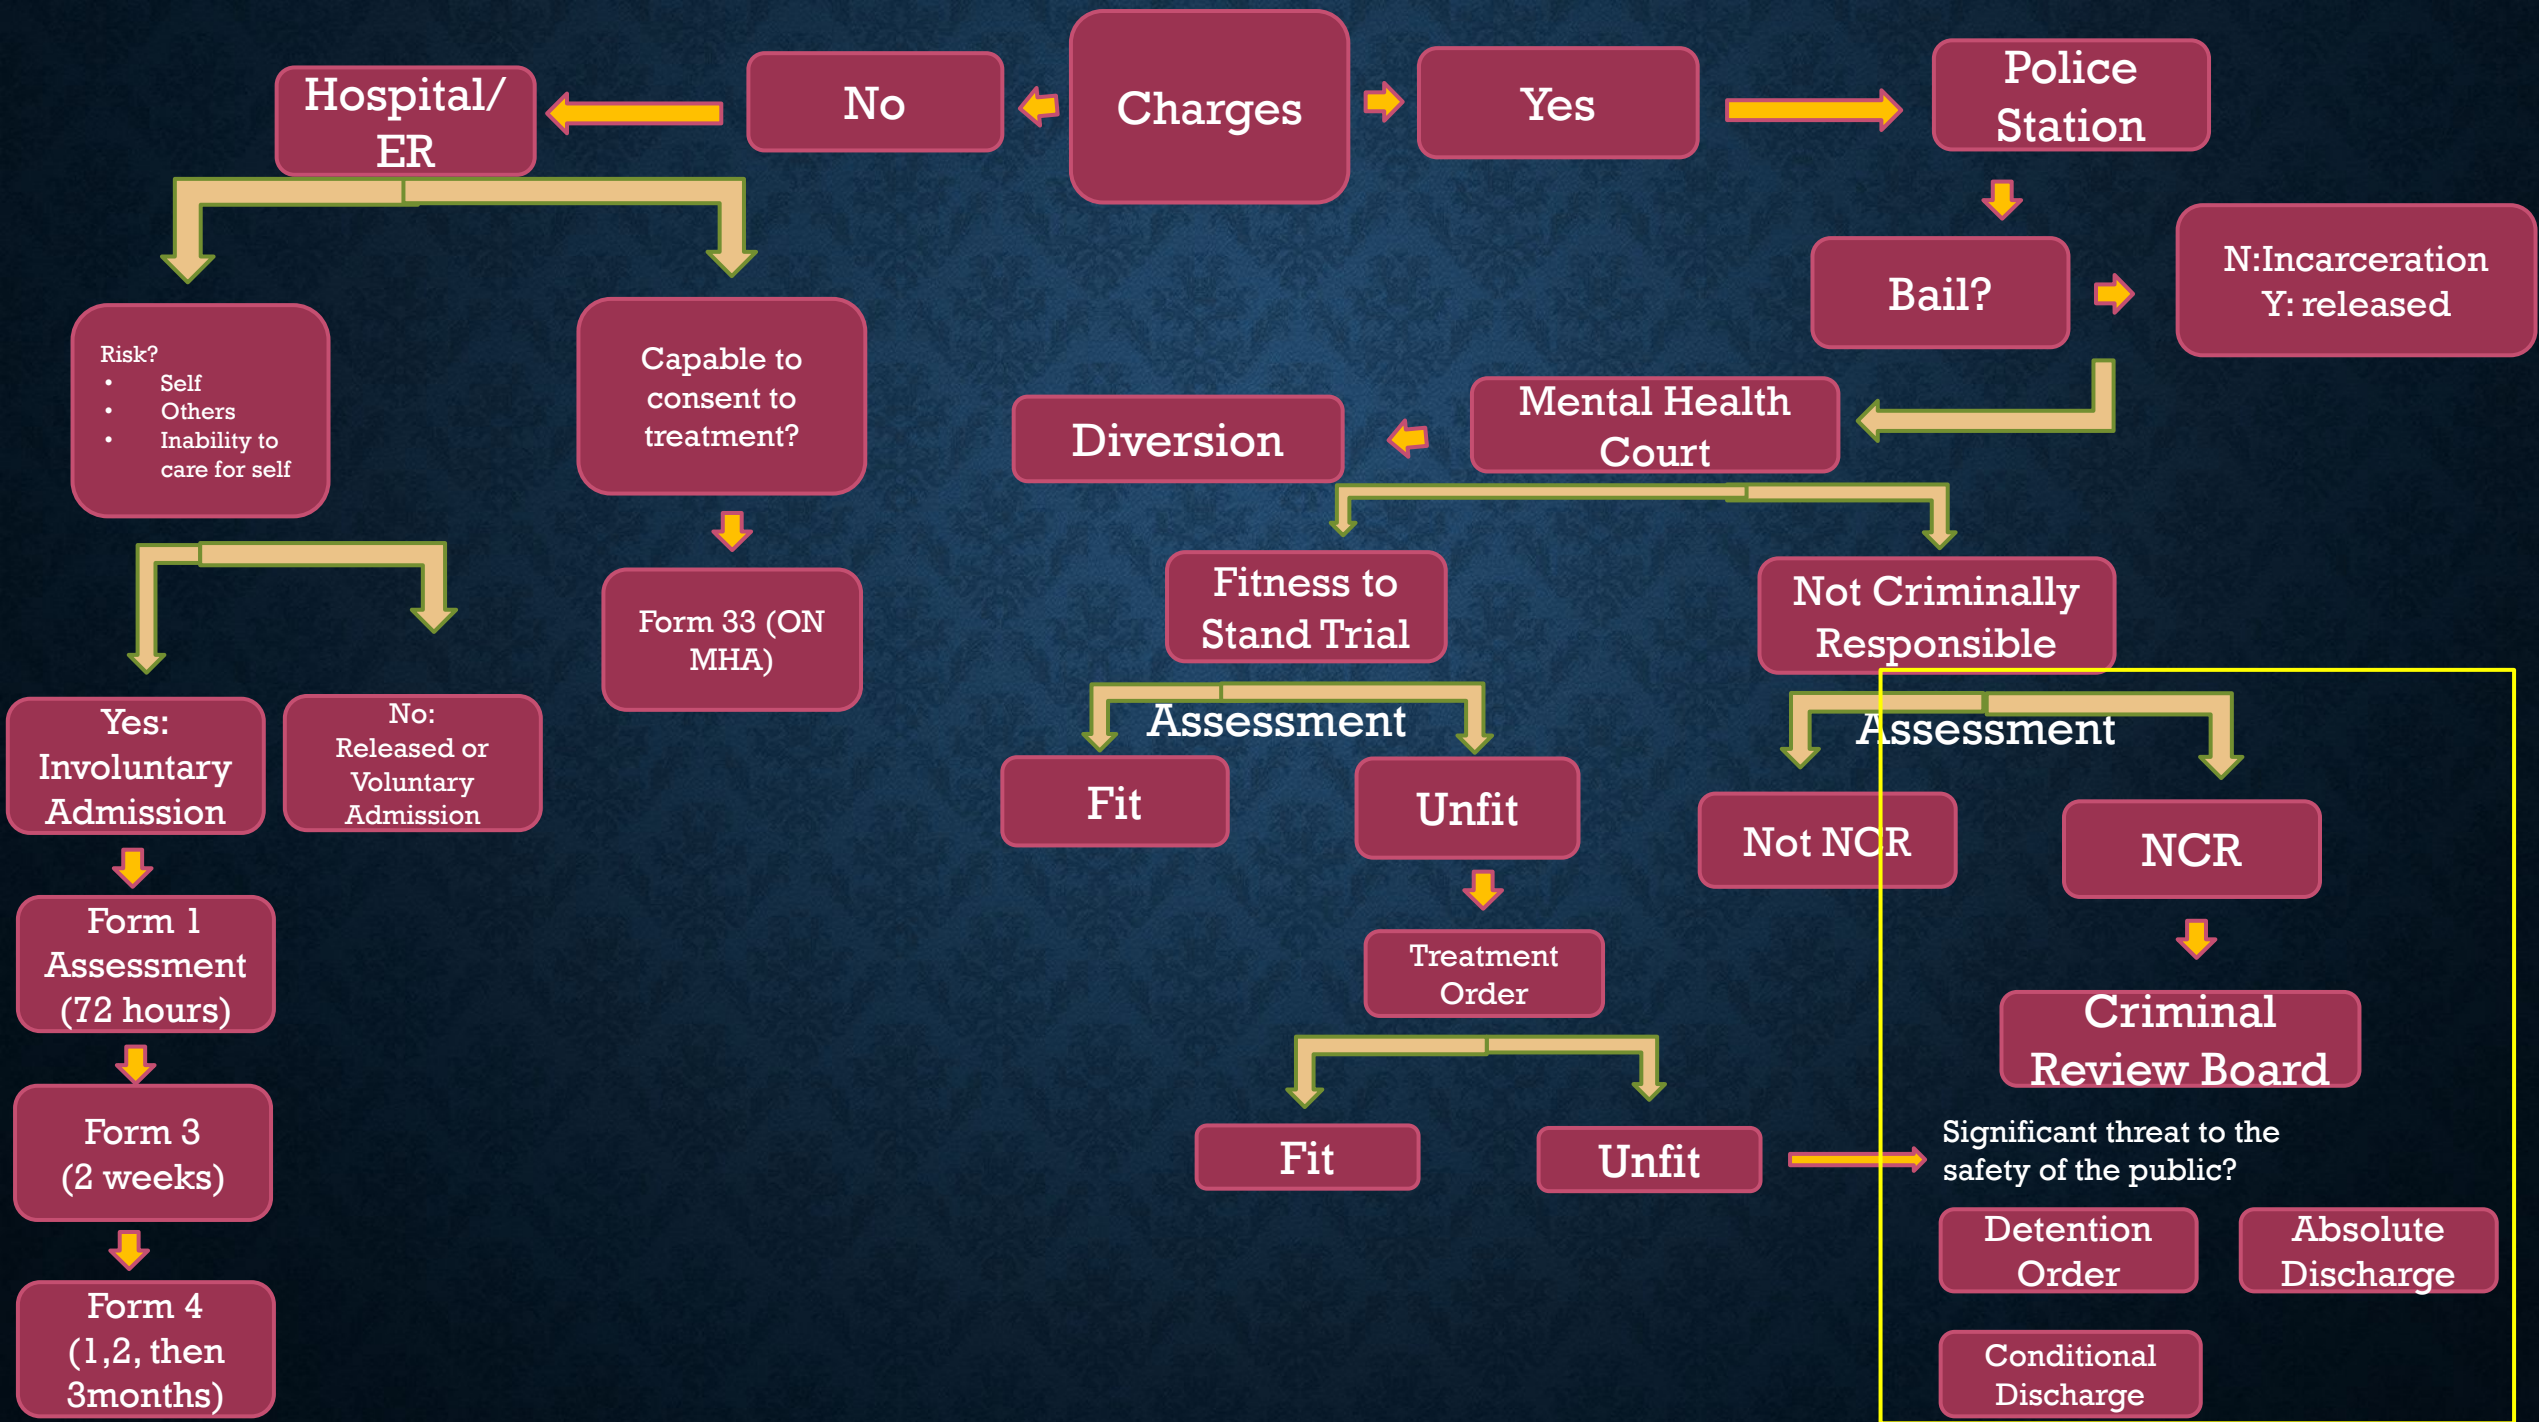 Charges
No
Hospital/
ER
Yes
Police
Station
Bail?
N:Incarceration
Y: released
Risk?
• Self
• Others
• Inability to
care for self
Capable to
consent to
treatment?
Form 33 (ON
MHA)
Yes:
Involuntary
Admission
No:
Released or
Voluntary
Admission
Form 1
Assessment
(72 hours)
Form 3
(2 weeks)
Form 4
(1,2, then
3months)
Mental Health
Court
Diversion
Fitness to
Stand Trial
Assessment
Fit
Unfit
Treatment
Order
Fit
Unfit
Not Criminally
Responsible
Assessment
Not NCR
NCR
Criminal
Review Board
Significant threat to the
safety of the public?
Detention
Order
Absolute
Discharge
Conditional
Discharge